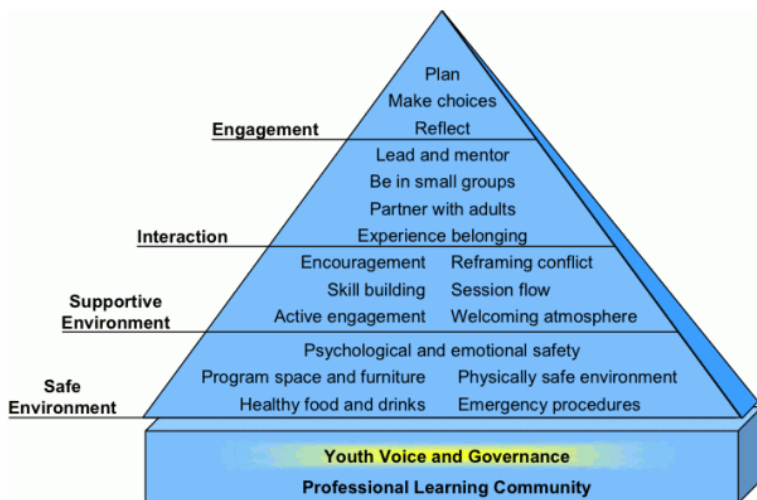 Plan
Make choices
Engagement Reflect
Lead and mentor
Be in small groups
Partner with adults
Interaction Experience belonging
Encouragement Reframing conflict
Skill building Session flow
Supportive
Environment
Active engagement Welcoming atmosphere
Psychological and emotional safety
Program space and furniture Physically safe environment
Safe
Environment
Healthy food and drinks Emergency procedures
Youth Voice and Governance
Professional Learning Community